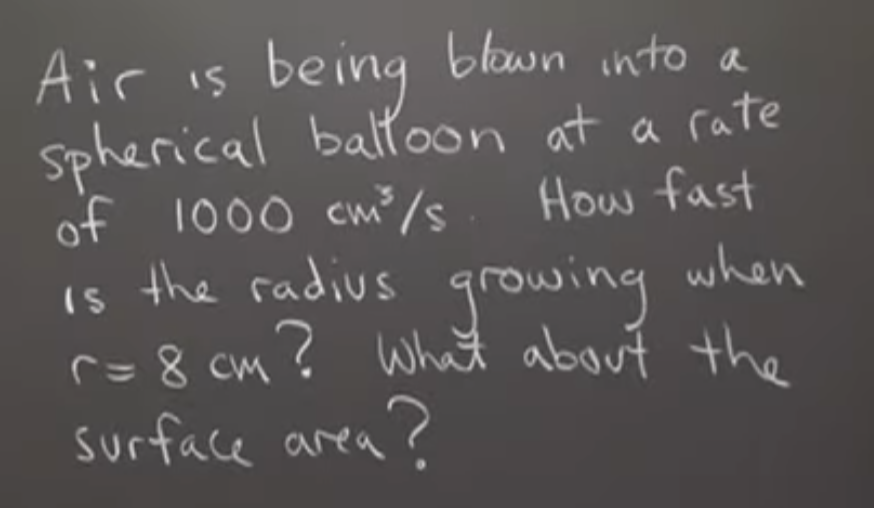 Air is being blown into a
spherical balloon at a rate
of 1000 cm³/s. How fast
is the radius growing when
r = 8 cm? What about the
surface area?